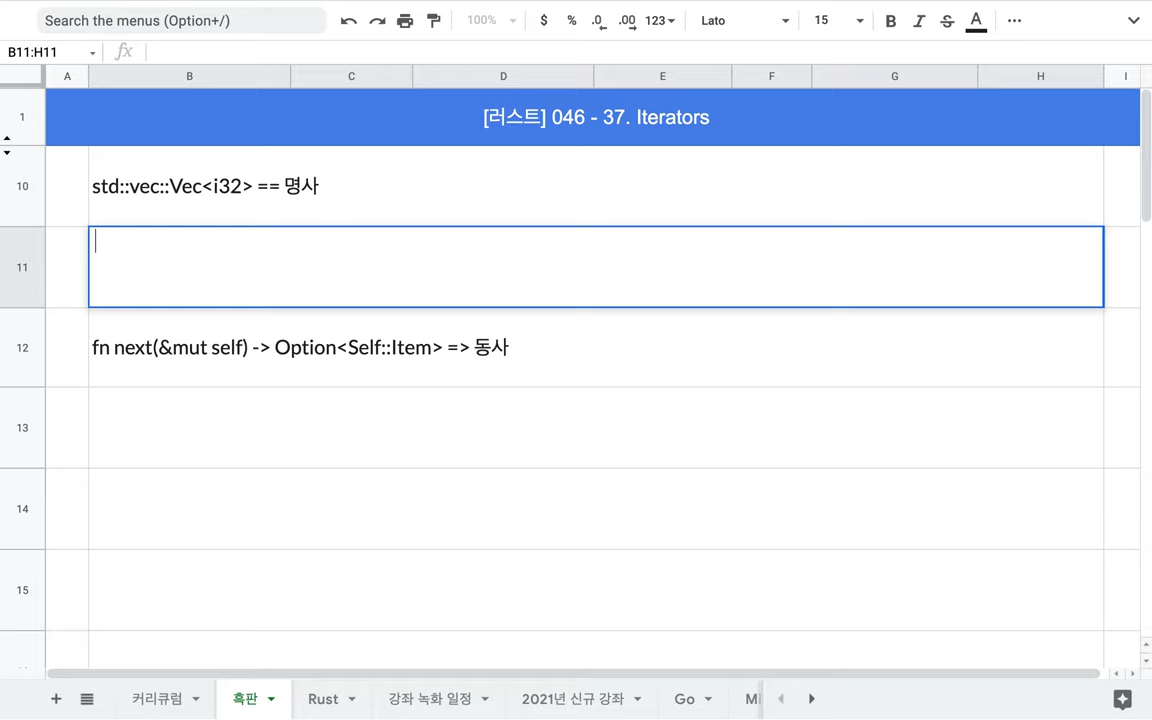 Search the menus (Option+/)
100%
$ % .0 .00 123
Lato
15
B I S A
B11:H11
fx
A B C D E F G H I
1 [러스트] 046 - 37. Iterators
10 std::vec::Vec<i32> == 명사
11
12 fn next(&mut self) -> Option<Self::Item> => 동사
13
14
15
커리큘럼 흑판 Rust 강좌 녹화 일정 2021년 신규 강좌 Go